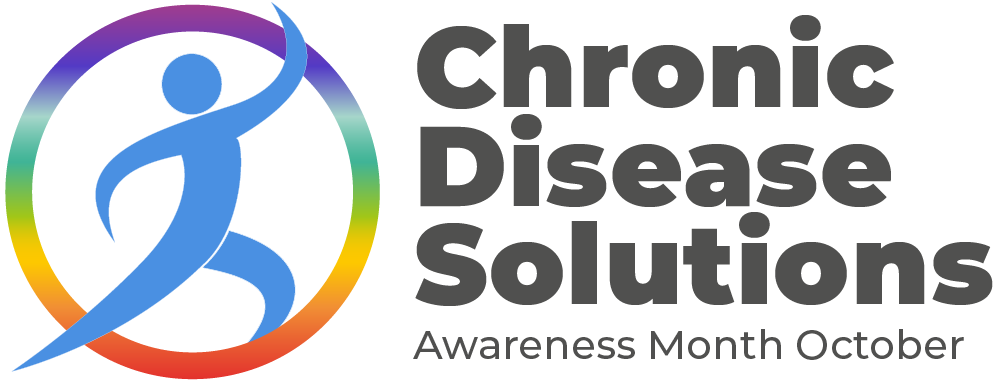 Chronic
Disease
Solutions
Awareness Month October